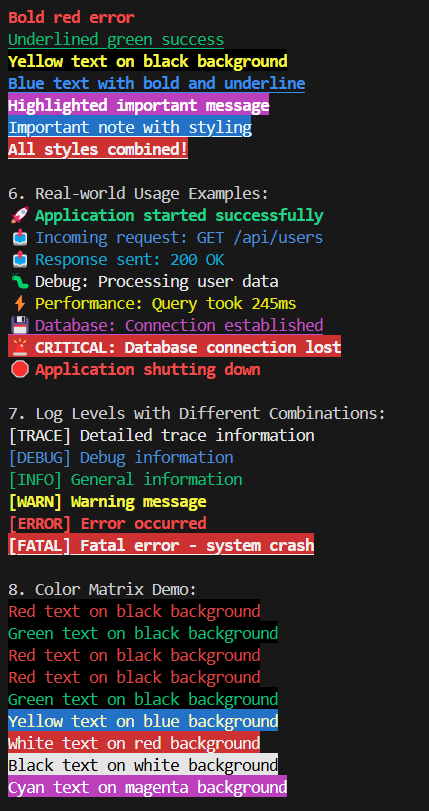 Bold red error
Underlined green success
Yellow text on black background
Blue text with bold and underline
Highlighted important message
Important note with styling
All styles combined!
6. Real-world Usage Examples:
🚀 Application started successfully
📥 Incoming request: GET /api/users
📤 Response sent: 200 OK
🐛 Debug: Processing user data
⚡ Performance: Query took 245ms
💾 Database: Connection established
🚨 CRITICAL: Database connection lost
🛑 Application shutting down
7. Log Levels with Different Combinations:
[TRACE] Detailed trace information
[DEBUG] Debug information
[INFO] General information
[WARN] Warning message
[ERROR] Error occurred
[FATAL] Fatal error - system crash
8. Color Matrix Demo:
Red text on black background
Green text on black background
Red text on black background
Red text on black background
Green text on black background
Yellow text on blue background
White text on red background
Black text on white background
Cyan text on magenta background